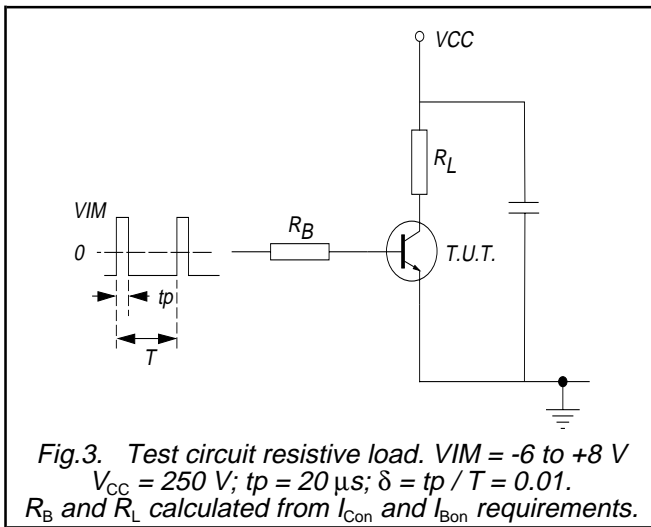 VCC
R_L
VIM
R_B
0
T.U.T.
tp
T
Fig.3. Test circuit resistive load. VIM = -6 to +8 V
V_CC = 250 V; tp = 20 μs; δ = tp / T = 0.01.
R_B and R_L calculated from I_Con and I_Bon requirements.